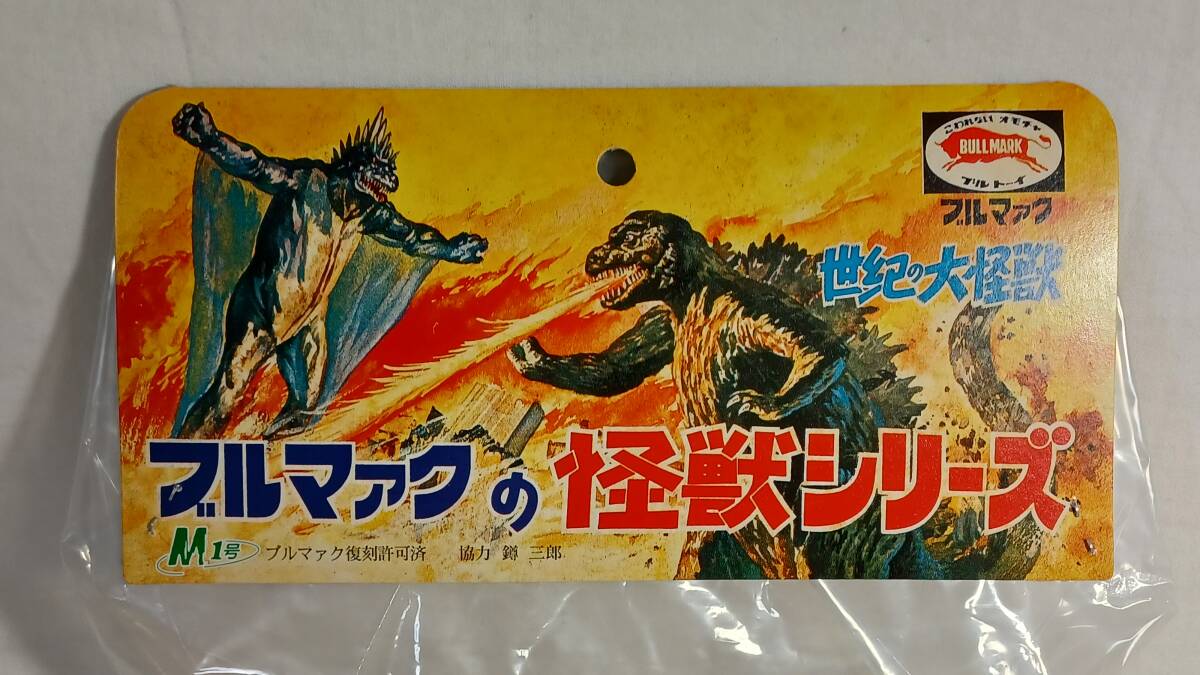 こわれない オモチャ
BULLMARK
ブルトーイ
ブルマァク
世紀の大怪獣
ブルマァクの怪獣シリーズ
M1号 ブルマァク復刻許可済 協力 鐏 三郎